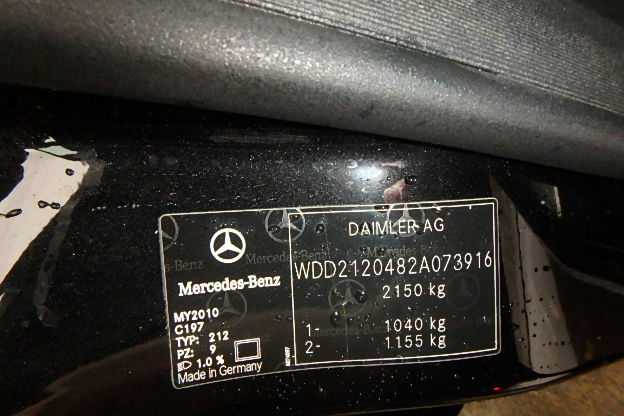 Mercedes-Benz
MY2010
C197
TYP: 212
PZ: 9
1.0 %
Made in Germany
DAIMLER AG
WDD2120482A073916
2150 kg
1- 1040 kg
2- 1155 kg